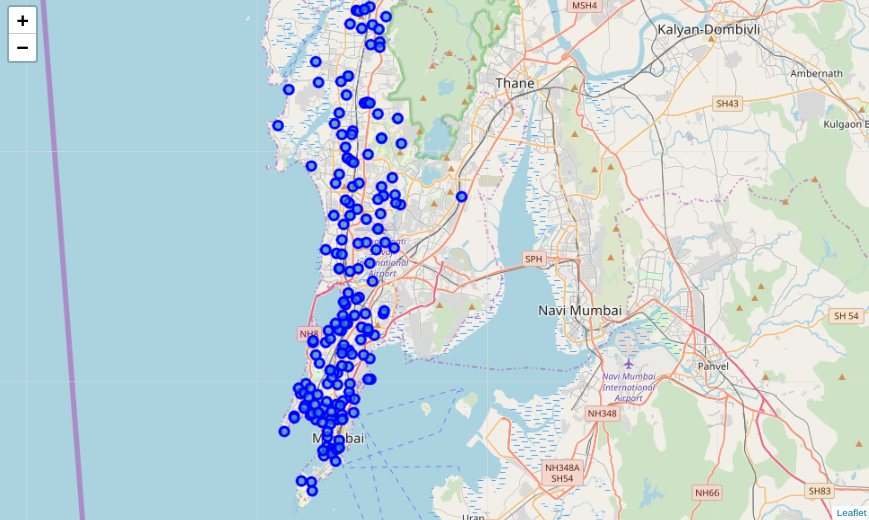 +
−
MSH4
Kalyan-Dombivli
Thane
Ambernath
SH43
Kulgaon B
International
Airport
SPH
Navi Mumbai
SH 54
NH8
Panvel
Navi Mumbai
International
Airport
NH348
NH348A
SH54
NH66
SH83
Uran
Leaflet